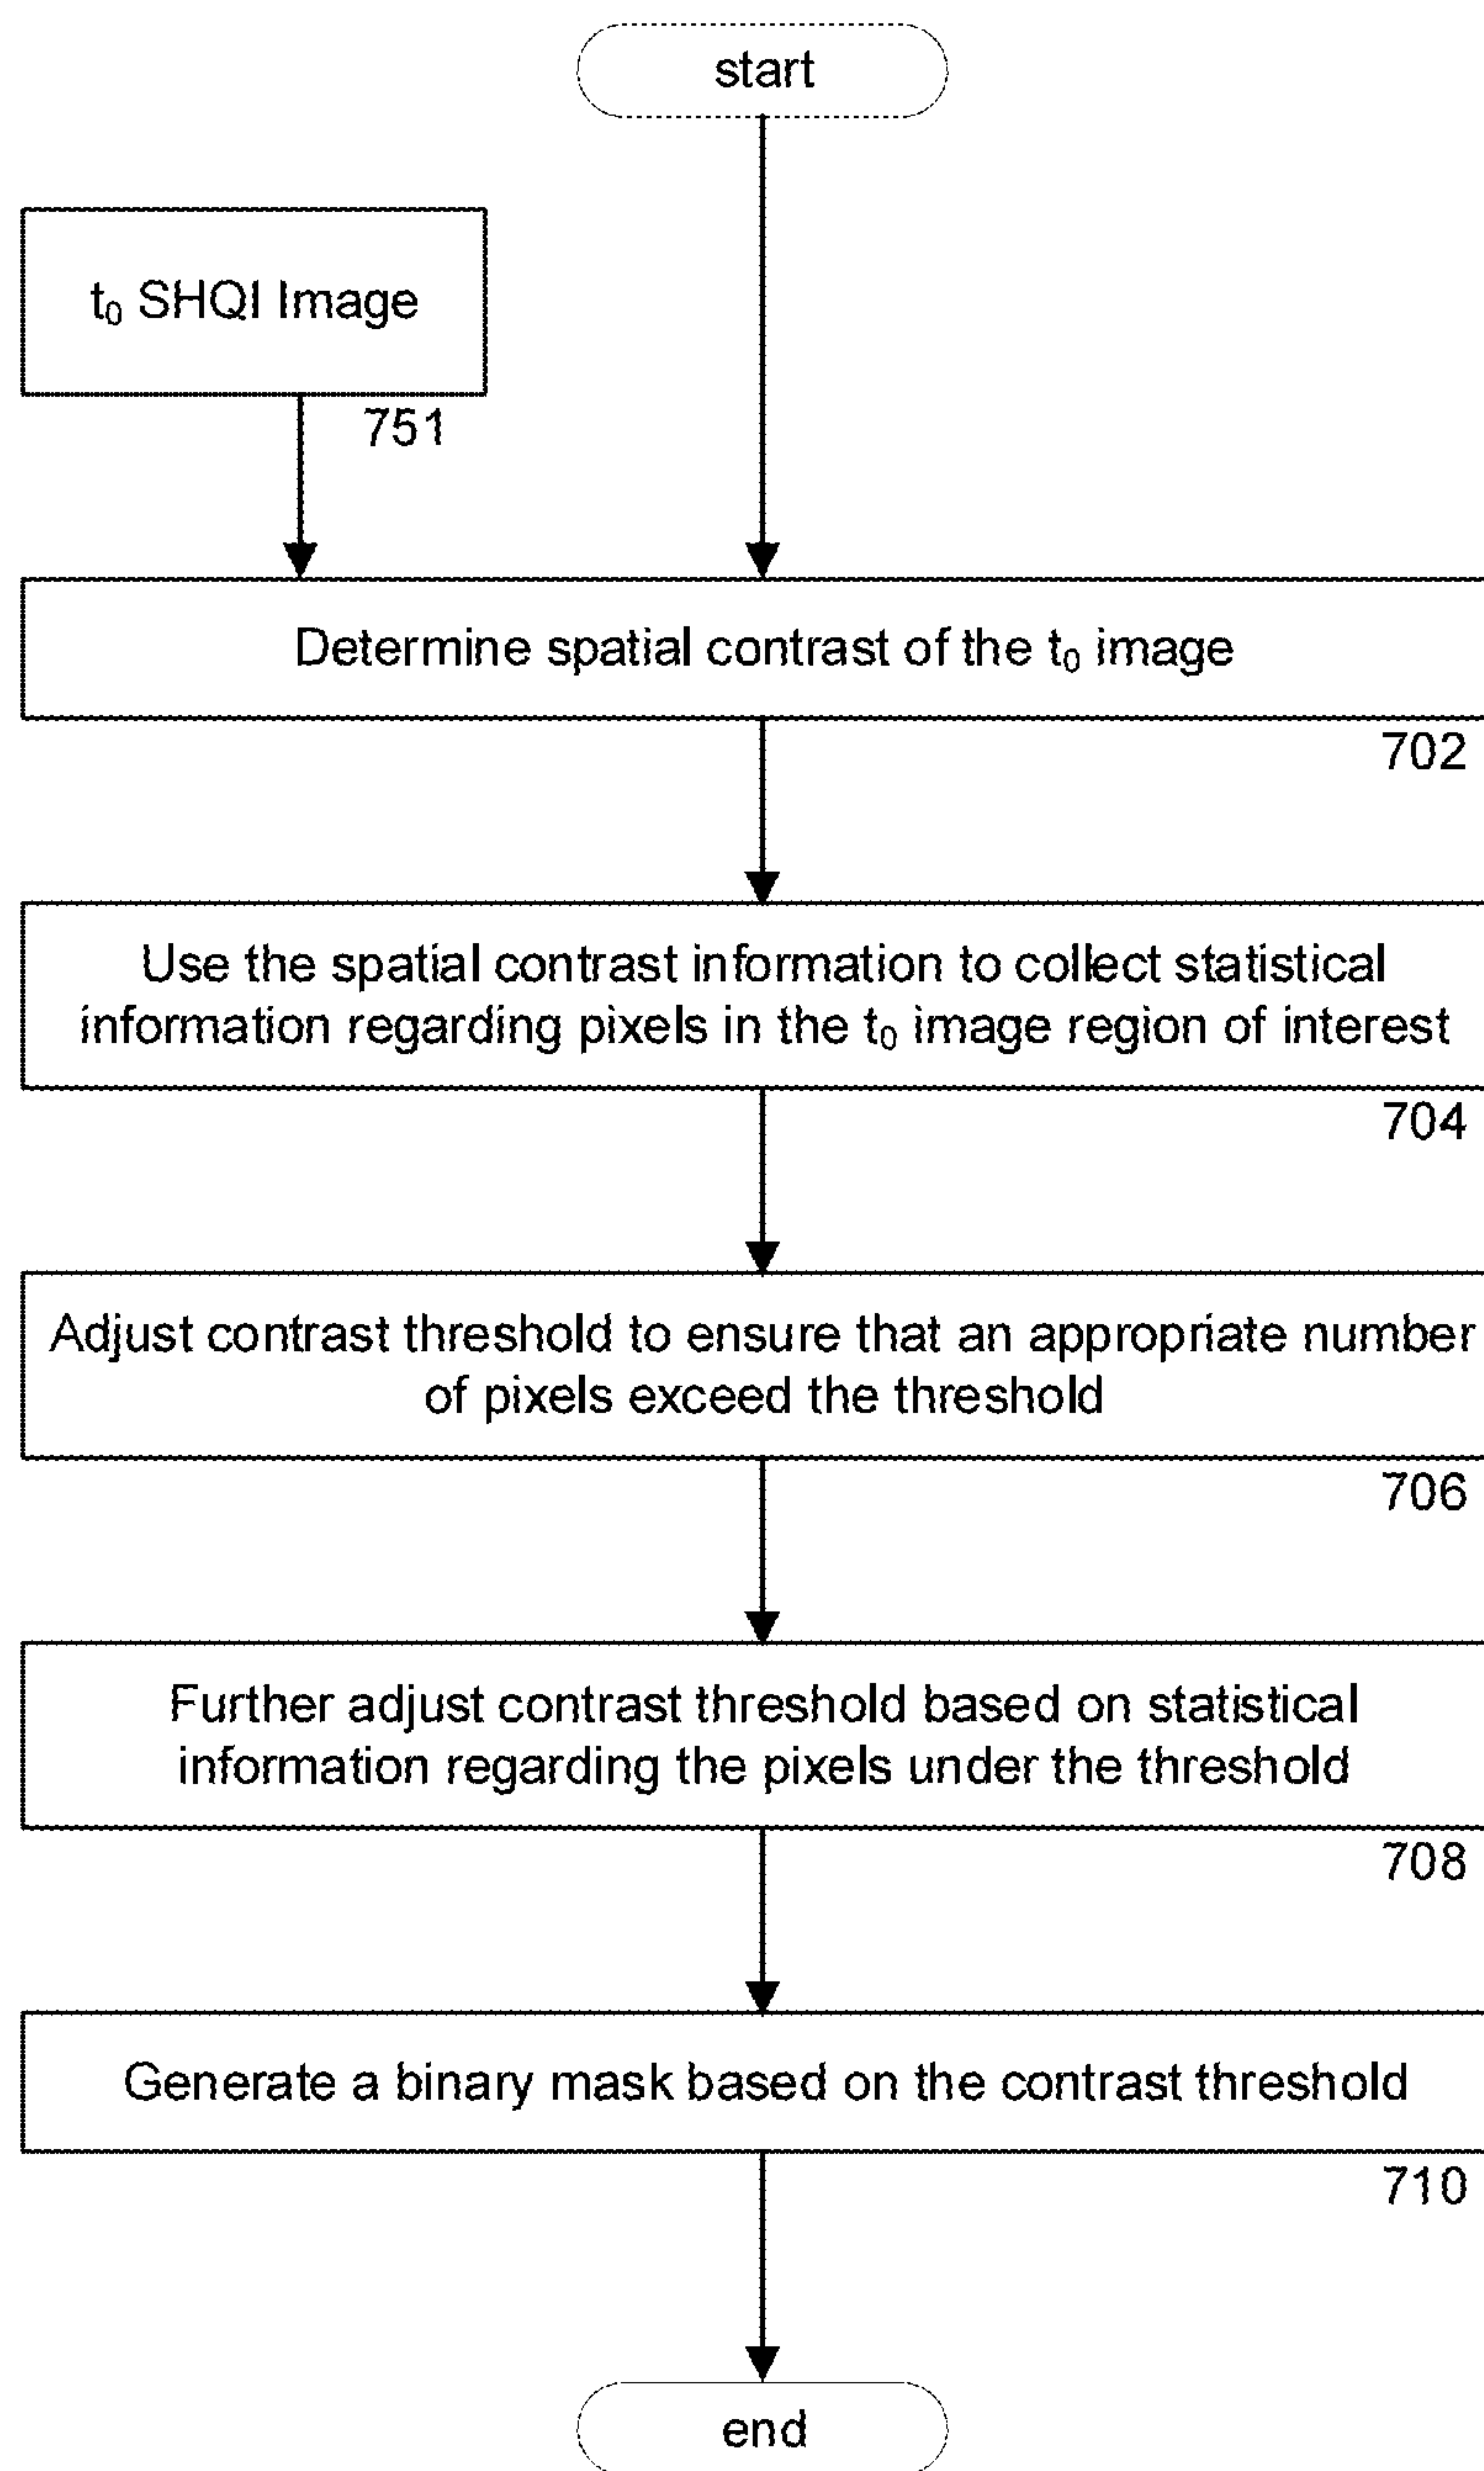 start
t₀ SHQI Image
751
Determine spatial contrast of the t₀ image
702
Use the spatial contrast information to collect statistical
information regarding pixels in the t₀ image region of interest
704
Adjust contrast threshold to ensure that an appropriate number
of pixels exceed the threshold
706
Further adjust contrast threshold based on statistical
information regarding the pixels under the threshold
708
Generate a binary mask based on the contrast threshold
710
end